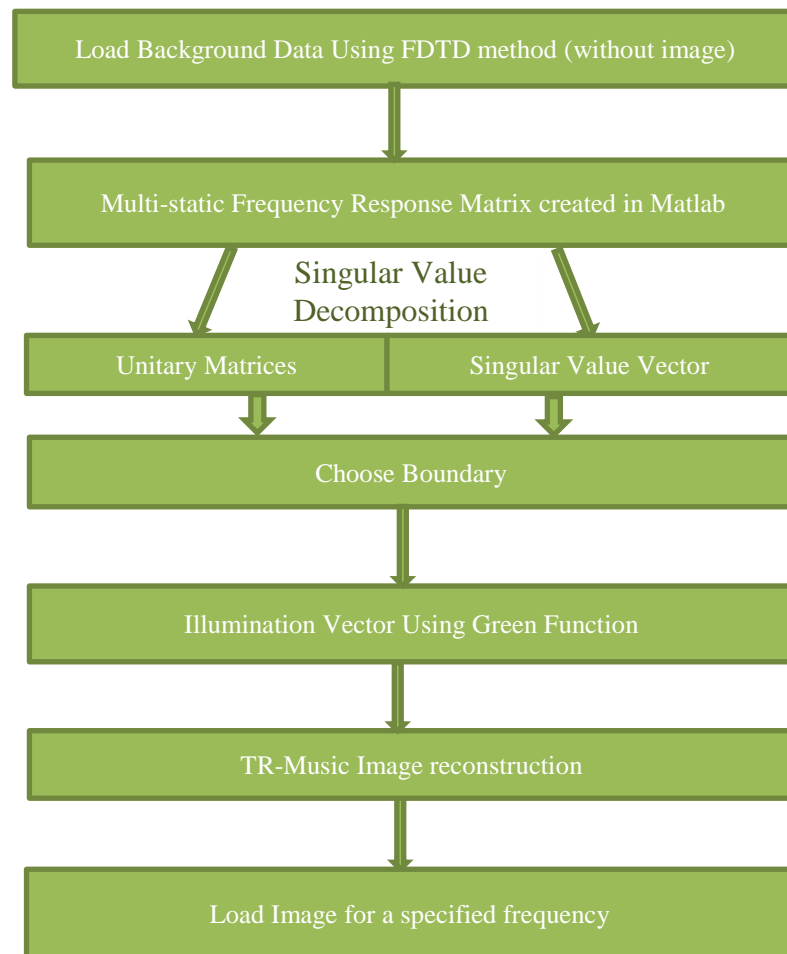 Load Background Data Using FDTD method (without image)
Multi-static Frequency Response Matrix created in Matlab
Singular Value
Decomposition
Unitary Matrices
Singular Value Vector
Choose Boundary
Illumination Vector Using Green Function
TR-Music Image reconstruction
Load Image for a specified frequency